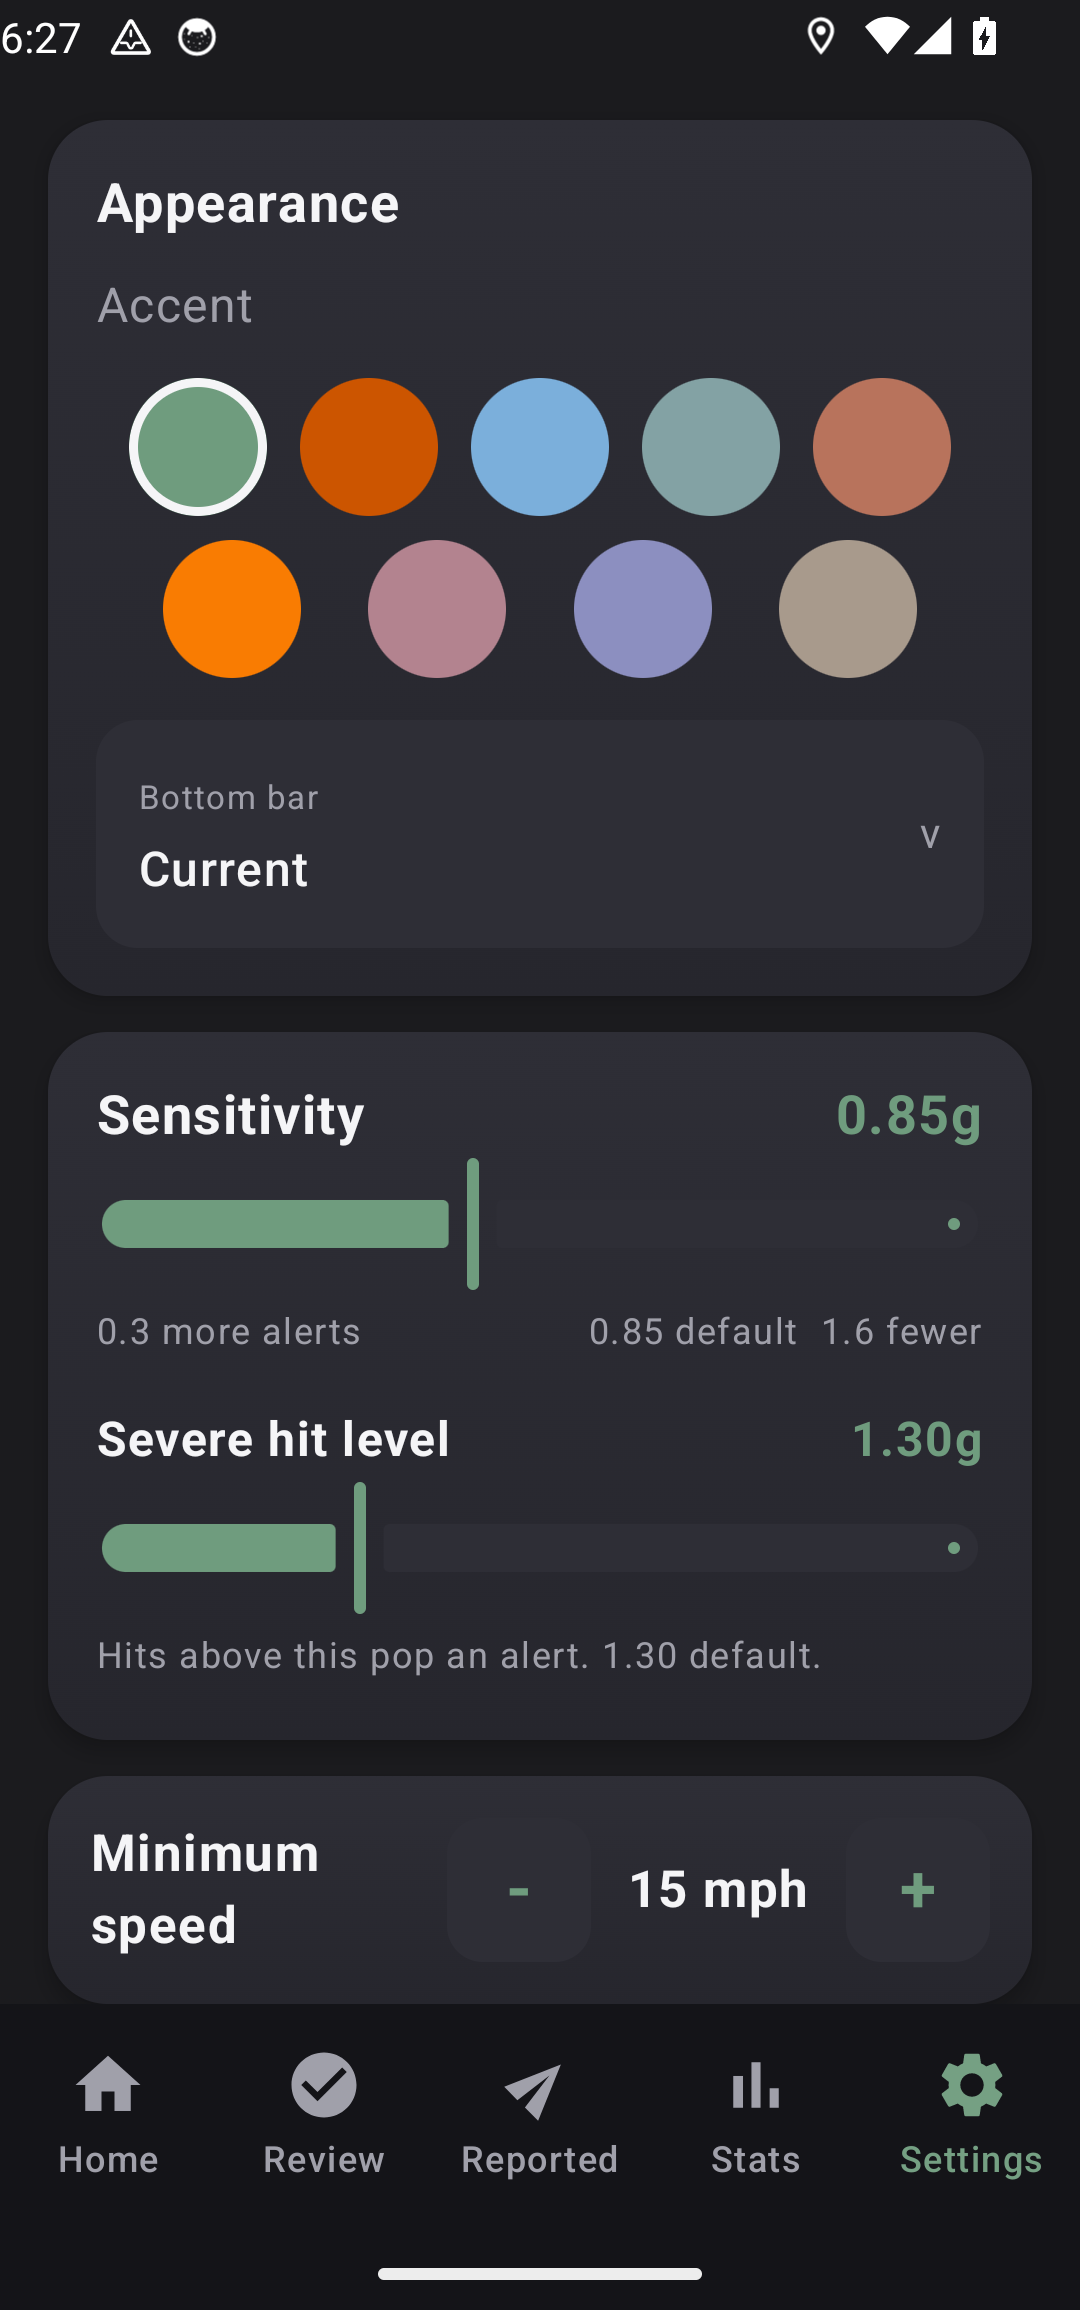 6:27
Appearance
Accent
Bottom bar
Current
v
Sensitivity 0.85g
0.3 more alerts 0.85 default 1.6 fewer
Severe hit level 1.30g
Hits above this pop an alert. 1.30 default.
Minimum
speed
- 15 mph +
Home Review Reported Stats Settings